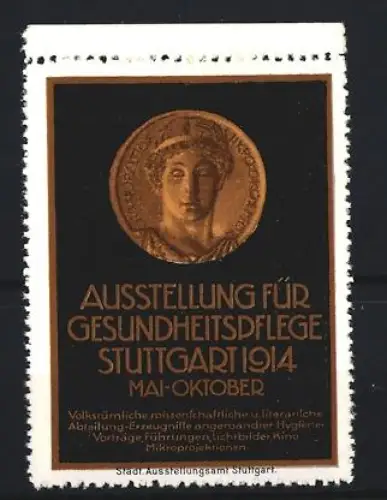 AUSSTELLUNG FÜR
GESUNDHEITSPFLEGE
STUTTGART 1914
MAI-OKTOBER
Volkstümliche, wissenschaftliche u. literarische
Abteilung-Erzeugnisse angewandter Hygiene-
Vorträge, Führungen, Lichtbilder, Kino
Mikroprojektionen
Städt. Ausstellungsamt Stuttgart.